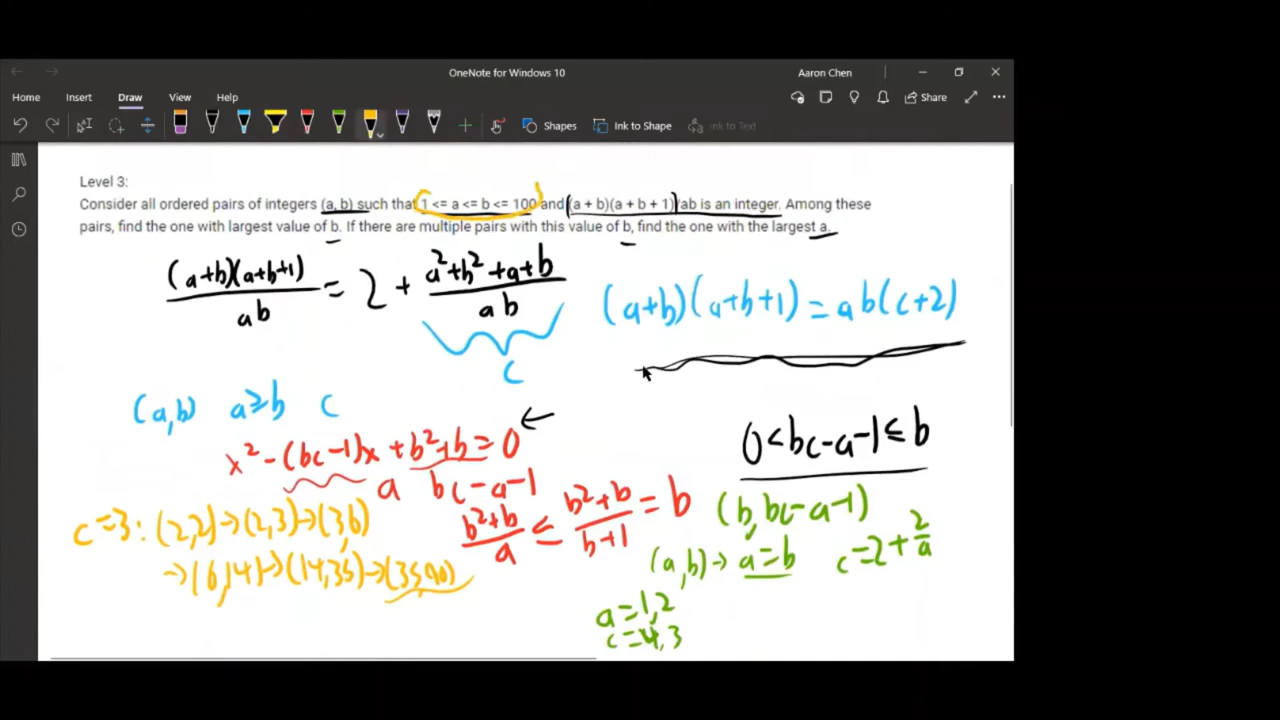 OneNote for Windows 10
Aaron Chen
Home Insert Draw View Help
Share
Shapes Ink to Shape Ink to Text
Level 3:
Consider all ordered pairs of integers (a, b) such that 1 <= a <= b <= 100 and (a + b)(a + b + 1)/ab is an integer. Among these
pairs, find the one with largest value of b. If there are multiple pairs with this value of b, find the one with the largest a.
(a+b)(a+b+1)/ab = 2 + a²+b²+a+b/ab
c
(a+b)(a+b+1) = ab(c+2)
(a,b) a≥b c
x² - (bc-1)x + b²+b = 0
a bc-a-1
0 < bc-a-1 ≤ b
b²+b/a ≤ b²+b/b+1 = b
(b, bc-a-1)
c=3: (2,2)→(2,3)→(3,6)
→(6,14)→(14,35)→(35,90)
(a,b)→ a=b c=2+2/a
a=1,2
c=4,3